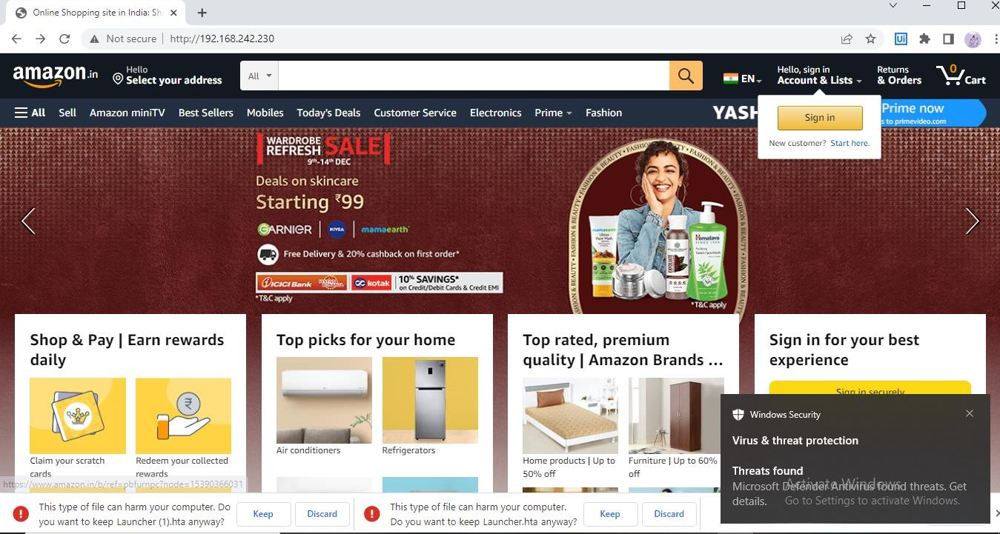 Online Shopping site in India: Sh
Not secure
http://192.168.242.230
Ui
amazon.in
Hello
Select your address
All
EN
Hello, sign in
Account & Lists
Returns
& Orders
0
Cart
All
Sell
Amazon miniTV
Best Sellers
Mobiles
Today's Deals
Customer Service
Electronics
Prime
Fashion
YASH
Prime now
s to primevideo.com
Sign in
New customer? Start here.
WARDROBE
REFRESH SALE
9th-14th DEC
Deals on skincare
Starting ₹99
GARNIER
NIVEA
mamaearth
Free Delivery & 20% cashback on first order*
ICICI Bank
kotak
10% SAVINGS*
on Credit/Debit Cards & Credit EMI
*T&C apply
FASHION & BEAUTY • FASHION & BEAUTY
mamaearth
Himalaya
*T&C apply
Shop & Pay | Earn rewards
daily
Claim your scratch
cards
Redeem your collected
rewards
Top picks for your home
Air conditioners
Refrigerators
Top rated, premium
quality | Amazon Brands ...
Home products | Up to
50% off
Furniture | Up to 60%
off
Sign in for your best
experience
Sign in securely
https://www.amazon.in/b/ref=pbfurnpc?node=15390366031
Windows Security
Virus & threat protection
Threats found
Microsoft Defender Antivirus found threats. Get
details.
Activate Windows
Go to Settings to activate Windows.
This type of file can harm your computer. Do
you want to keep Launcher (1).hta anyway?
Keep
Discard
This type of file can harm your computer.
Do you want to keep Launcher.hta anyway?
Keep
Discard